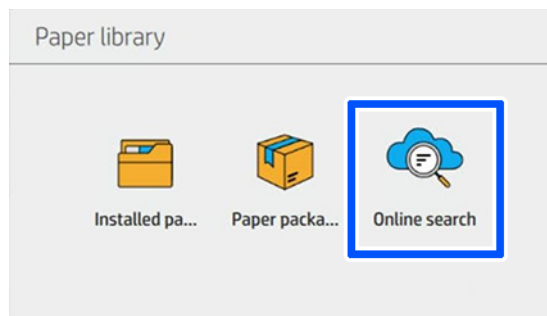 Paper library
Installed pa...
Paper packa...
Online search